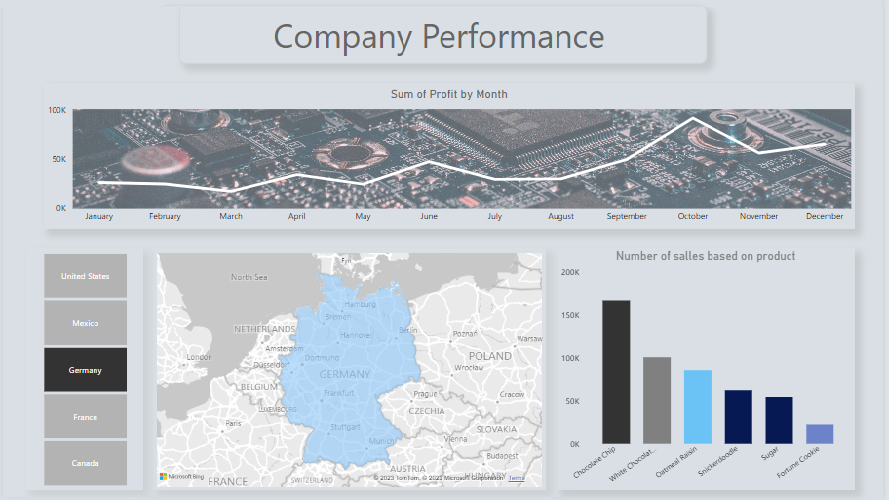 Company Performance
Sum of Profit by Month
100K
50K
0K
January February March April May June July August September October November December
United States
Mexico
Germany
France
Canada
North Sea
Hamburg
Bremen
NETHERLANDS
Hannover
Berlin
Poznań
Warsaw
Amsterdam
London
Dortmund
POLAND
Düsseldorf
GERMANY
Wrocław
BELGIUM
Frankfurt
Prague
Cracow
LUXEMBOURG
CZECHIA
Paris
Stuttgart
SLOVAKIA
Munich
Vienna
Budapest
AUSTRIA
Microsoft Bing
FRANCE
SWITZERLAND
HUNGARY
© 2023 TomTom, © 2023 Microsoft Corporation Terms
Number of salles based on product
200K
150K
100K
50K
0K
Chocolate Chip
White Chocolat...
Oatmeal Raisin
Snickerdoodle
Sugar
Fortune Cookie